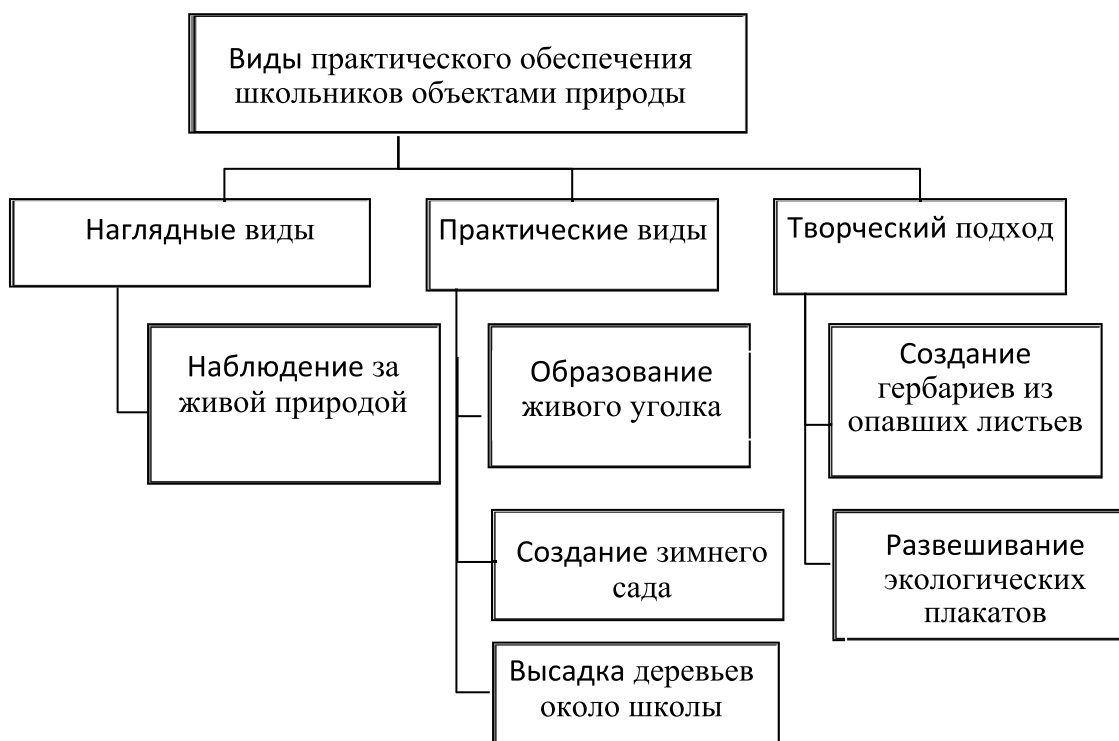 Виды практического обеспечения
школьников объектами природы
Наглядные виды
Практические виды
Творческий подход
Наблюдение за
живой природой
Образование
живого уголка
Создание
гербариев из
опавших листьев
Создание зимнего
сада
Развешивание
экологических
плакатов
Высадка деревьев
около школы